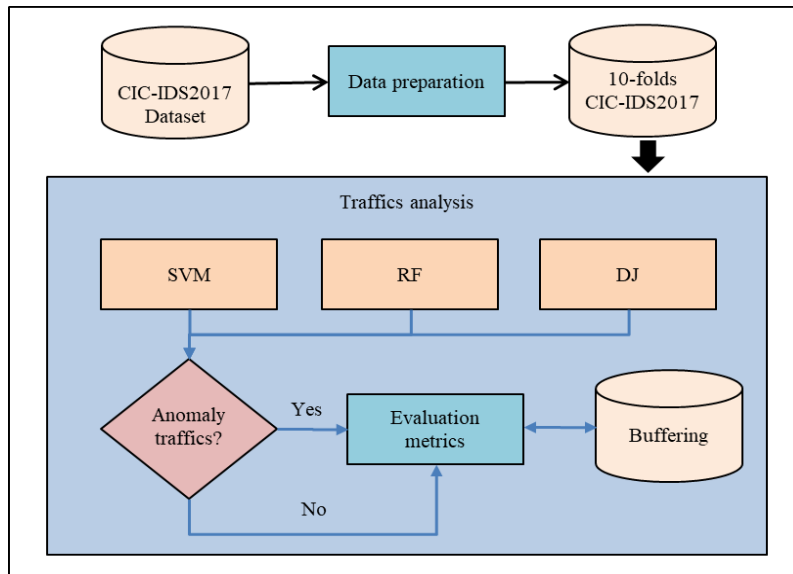 CIC-IDS2017
Dataset
Data preparation
10-folds
CIC-IDS2017
Traffics analysis
SVM
RF
DJ
Anomaly
traffics?
Yes
Evaluation
metrics
Buffering
No